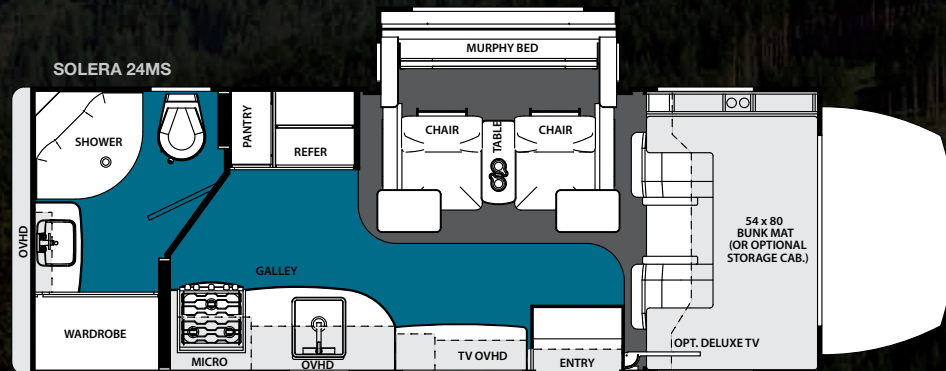 SOLERA 24MS
MURPHY BED
SHOWER
PANTRY
REFER
CHAIR
TABLE
CHAIR
54 x 80
BUNK MAT
(OR OPTIONAL
STORAGE CAB.)
OVHD
GALLEY
WARDROBE
MICRO
OVHD
TV OVHD
ENTRY
OPT. DELUXE TV